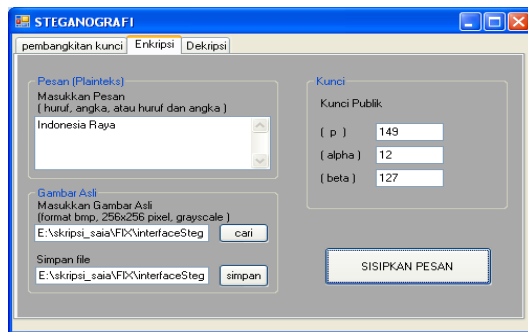 STEGANOGRAFI
pembangkitan kunci Enkripsi Dekripsi
Pesan (Plainteks)
Masukkan Pesan
( huruf, angka, atau huruf dan angka )
Indonesia Raya
Gambar Asli
Masukkan Gambar Asli
(format bmp, 256x256 pixel, grayscale )
E:\skripsi_saia\FIX\interfaceSteg cari
Simpan file
E:\skripsi_saia\FIX\interfaceSteg simpan
Kunci
Kunci Publik
( p ) 149
( alpha ) 12
( beta ) 127
SISIPKAN PESAN